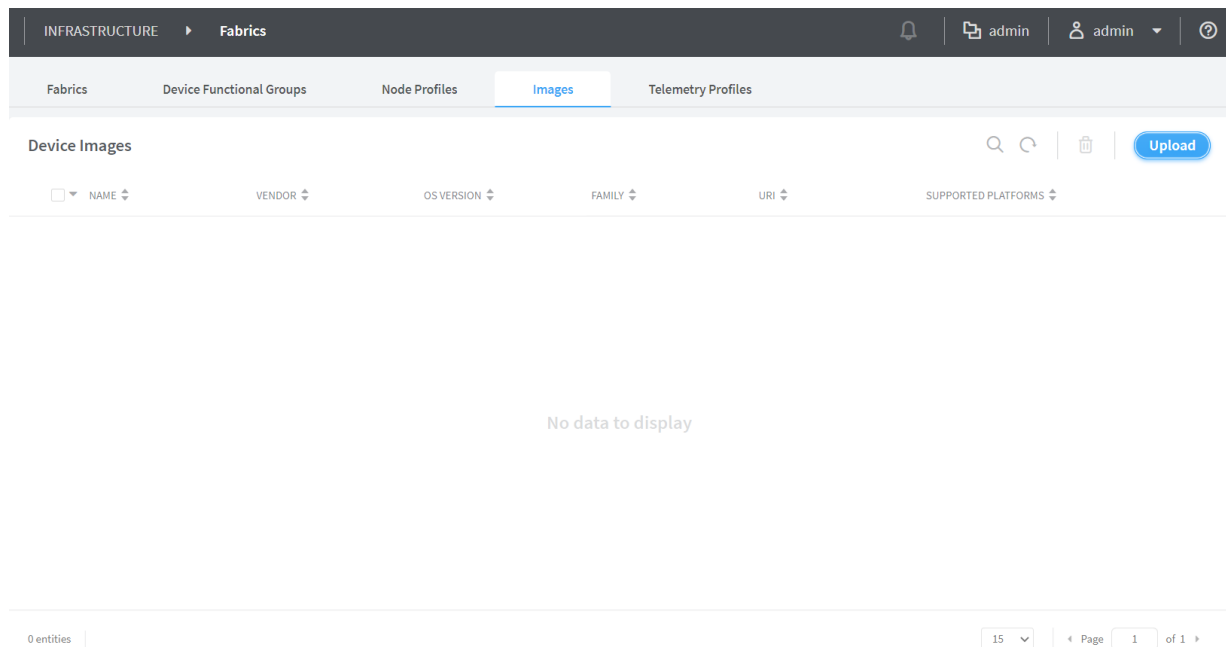 INFRASTRUCTURE Fabrics admin admin
Fabrics Device Functional Groups Node Profiles Images Telemetry Profiles
Device Images Upload
NAME VENDOR OS VERSION FAMILY URI SUPPORTED PLATFORMS
No data to display
0 entities 15 Page 1 of 1